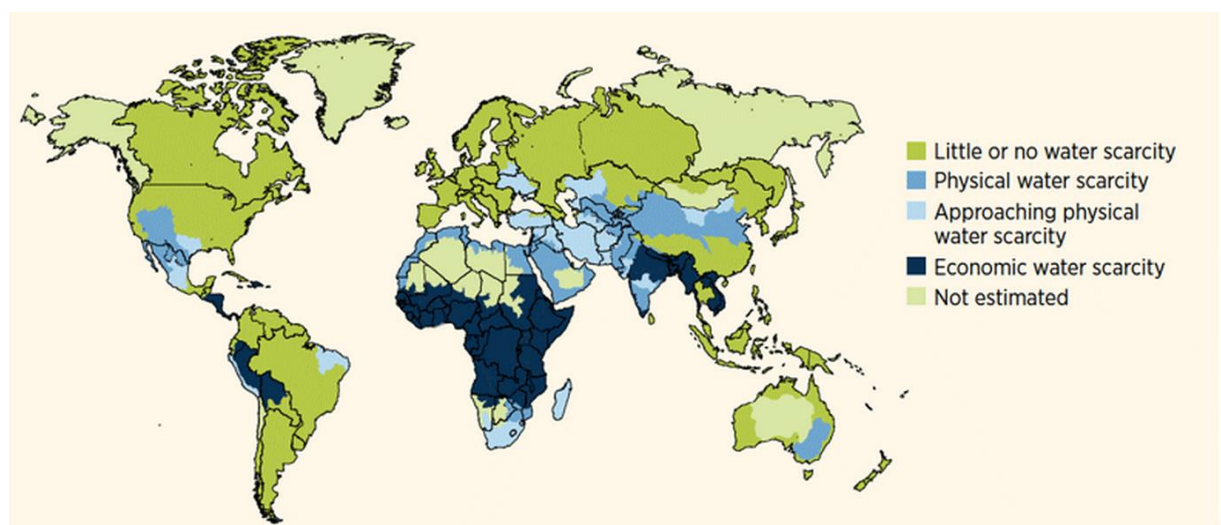 Little or no water scarcity
Physical water scarcity
Approaching physical
water scarcity
Economic water scarcity
Not estimated